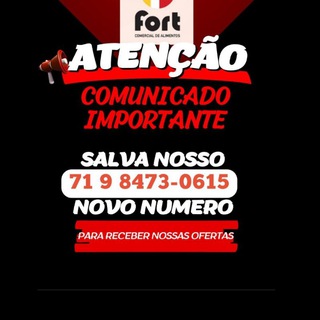 fort
COMERCIAL DE ALIMENTOS
ATENÇÃO
COMUNICADO
IMPORTANTE
SALVA NOSSO
71 9 8473-0615
NOVO NUMERO
PARA RECEBER NOSSAS OFERTAS